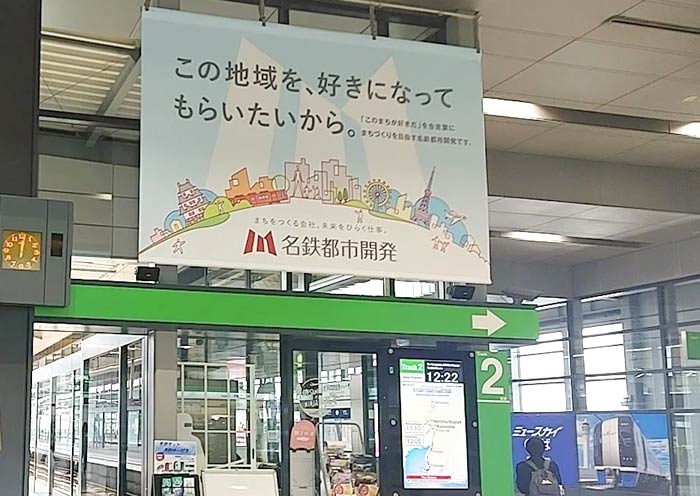 この地域を、好きになって
もらいたいから。
「このまちが好きだ」を合言葉に
まちづくりを目指す名鉄都市開発です。
まちをつくる会社。未来をひらく仕事。
名鉄都市開発
Track 2
12:22
Track
2
ミュースカイ